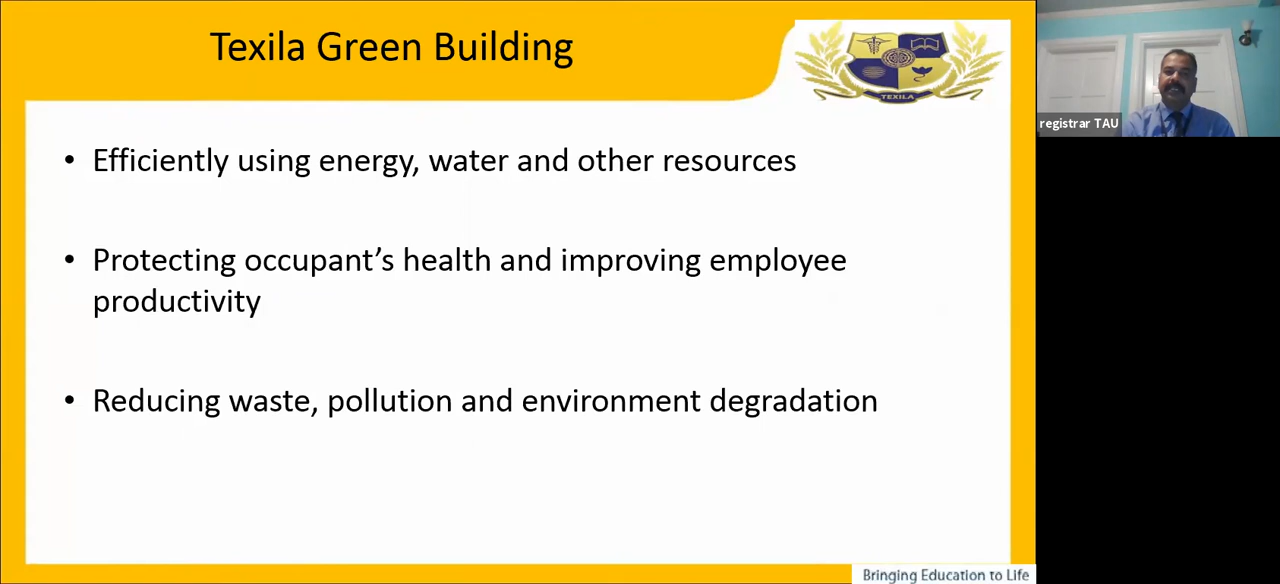 Texila Green Building
TEXILA
registrar TAU
• Efficiently using energy, water and other resources
• Protecting occupant’s health and improving employee
productivity
• Reducing waste, pollution and environment degradation
Bringing Education to Life